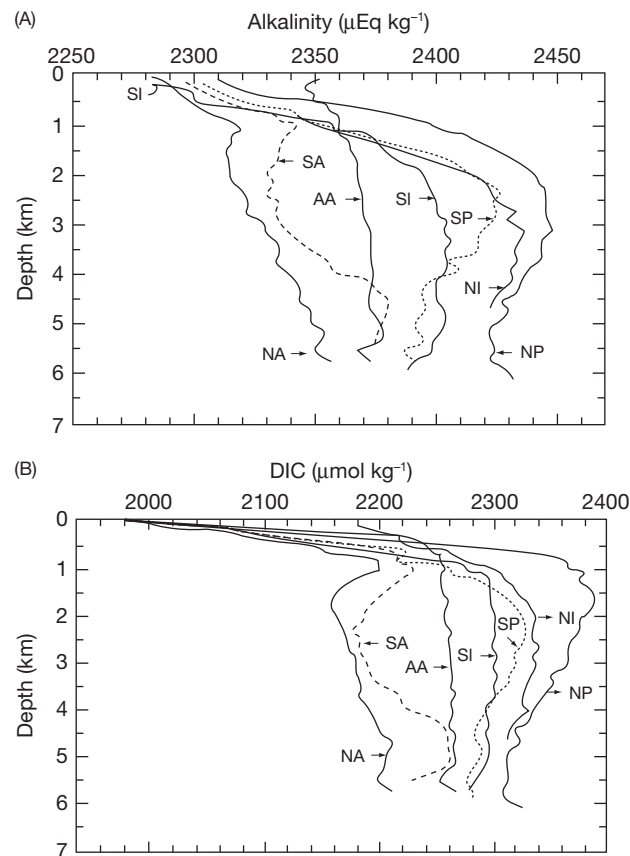 (A)
Alkalinity (μEq kg⁻¹)
2250 2300 2350 2400 2450
0
1
2
3
4
5
6
7
Depth (km)
SI
SA
AA
SI
SP
NI
NA
NP
(B)
DIC (μmol kg⁻¹)
2000 2100 2200 2300 2400
0
1
2
3
4
5
6
7
Depth (km)
NI
SP
SA
SI
AA
NP
NA